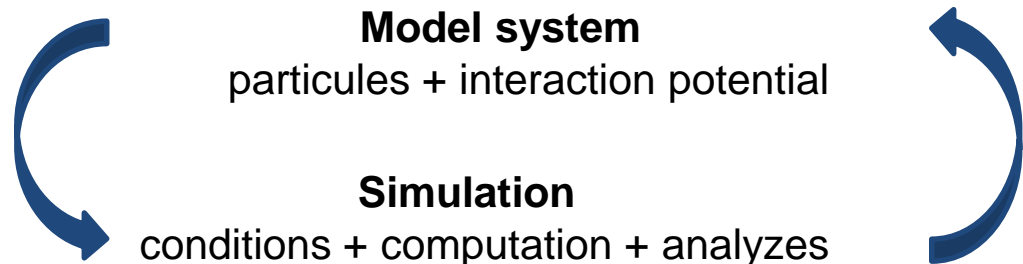 Model system
particules + interaction potential
Simulation
conditions + computation + analyzes